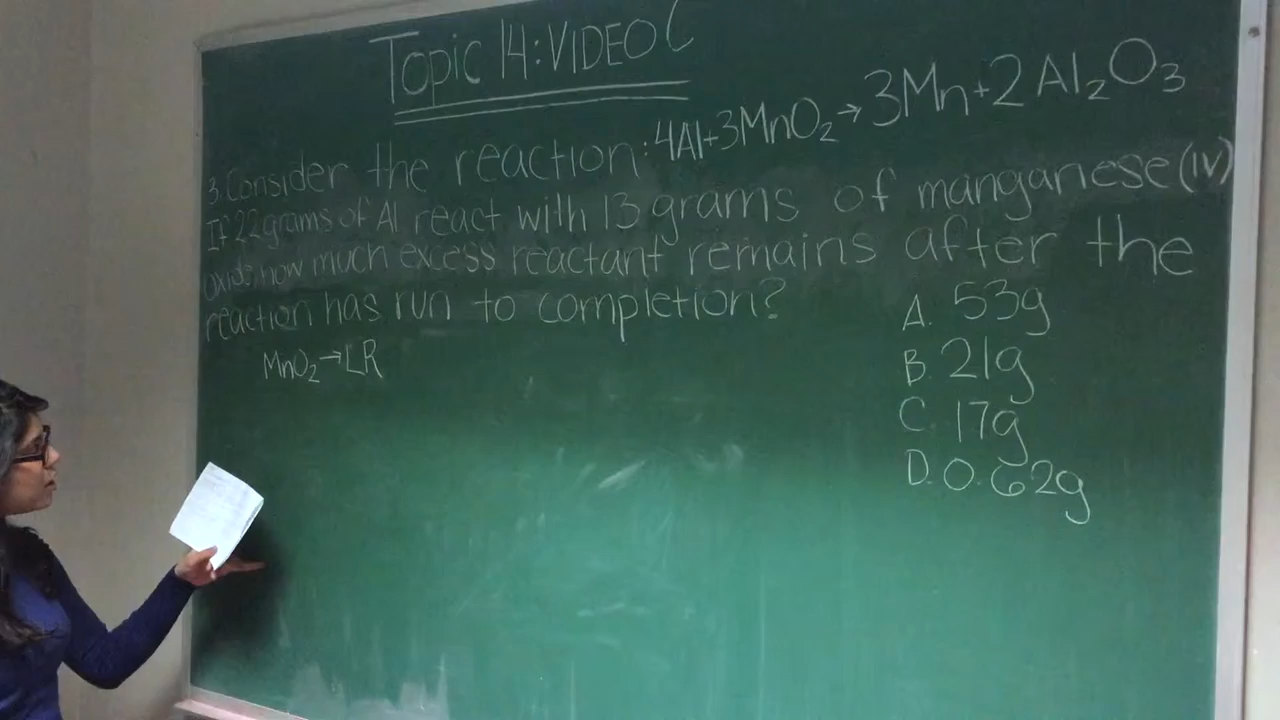 Topic 14: VIDEO C
3. Consider the reaction: 4Al+3MnO₂→3Mn+2Al₂O₃
If 22grams of Al react with 13 grams of manganese (IV)
oxide, how much excess reactant remains after the
reaction has run to completion?
MnO₂→LR
A. 53g
B. 21g
C. 17g
D. 0.62g